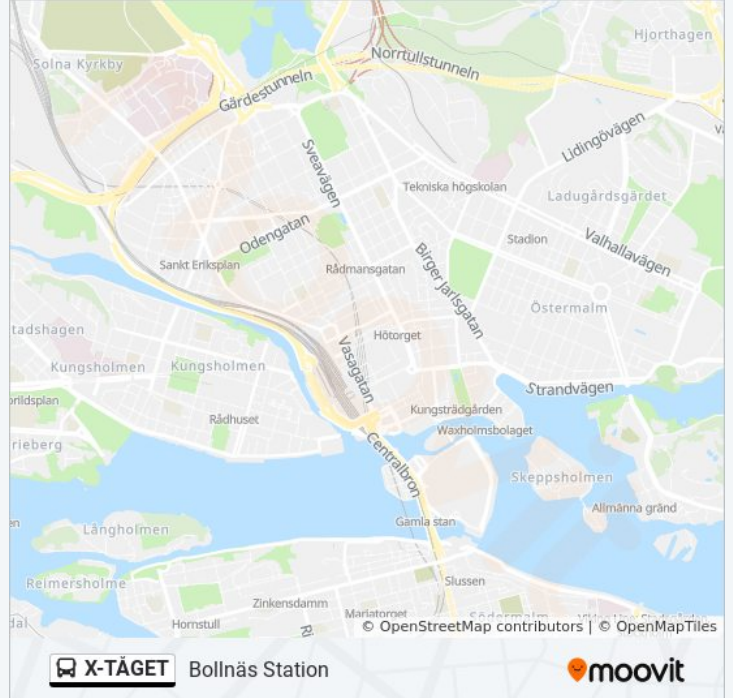 Hjorthagen
Solna Kyrkby
Norrtullstunneln
Gärdestunneln
Lidingövägen
Sveavägen
Tekniska högskolan
Ladugårdsgärdet
Odengatan
Stadion
Valhallavägen
Birger Jarlsgatan
Sankt Eriksplan
Rådmansgatan
Östermalm
tadshagen
Hötorget
Vasagatan
Kungsholmen
Kungsholmen
Strandvägen
orildsplan
Rådhuset
Kungsträdgården
Waxholmsbolaget
rieberg
Centralbron
Skeppsholmen
Allmänna gränd
Gamla stan
Långholmen
Reimersholme
Slussen
Zinkensdamm
Mariatorget
Hornstull
dal
© OpenStreetMap contributors | © OpenMapTiles
X-TÅGET Bollnäs Station
moovit